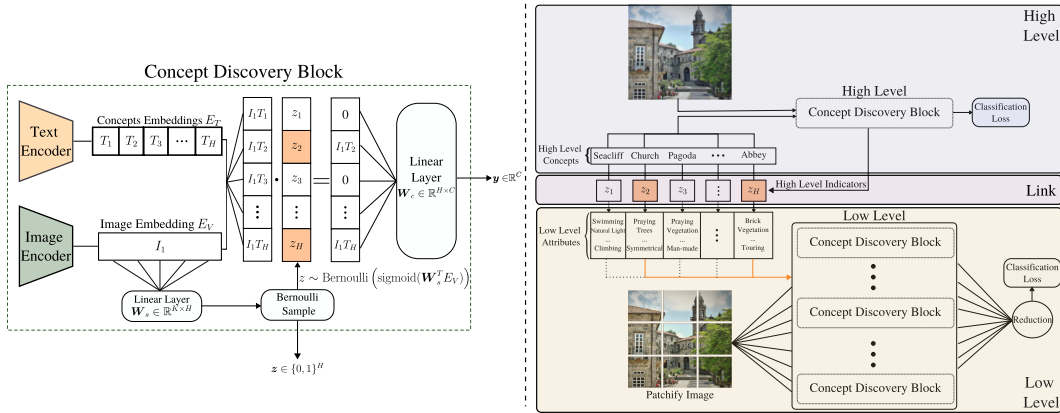 Concept Discovery Block
Text
Encoder
Concepts Embeddings E_T
T_1 T_2 T_3 ··· T_H
Image
Encoder
Image Embedding E_V
I_1
Linear Layer
W_s ∈ ℝ^{K×H}
Bernoulli
Sample
z ∼ Bernoulli (sigmoid(W_s^T E_V))
z ∈ {0, 1}^H
I_1T_1
I_1T_2
I_1T_3
⋮
I_1T_H
·
z_1
z_2
z_3
⋮
z_H
=
0
I_1T_2
0
⋮
I_1T_H
Linear
Layer
W_c ∈ ℝ^{H×C}
y∈ℝ^C
High
Level
High Level
Concept Discovery Block
Classification
Loss
High Level
Concepts
Seacliff Church Pagoda ··· Abbey
z_1 z_2 z_3 ⋮ z_H
High Level Indicators
Link
Low Level
Attributes
Swimming
Natural Light
...
Climbing
Praying
Trees
...
Symmetrical
Praying
Vegetation
...
Man-made
⋮
Brick
Vegetation
...
Touring
Low Level
Concept Discovery Block
Concept Discovery Block
Concept Discovery Block
Patchify Image
Classification
Loss
Reduction
Low
Level